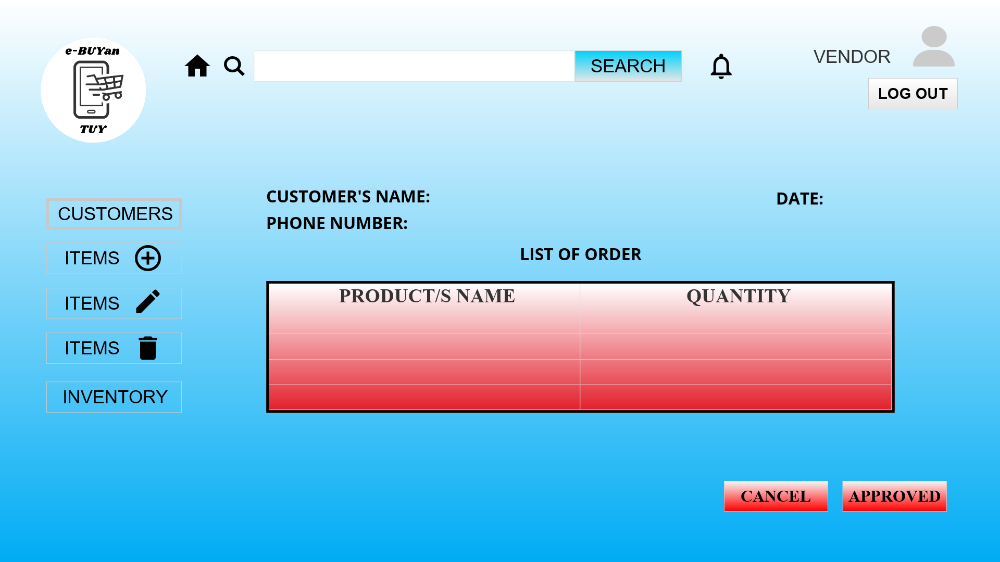 e-BUYan
TUY
SEARCH
VENDOR
LOG OUT
CUSTOMERS
ITEMS
ITEMS
ITEMS
INVENTORY
CUSTOMER'S NAME:
DATE:
PHONE NUMBER:
LIST OF ORDER
PRODUCT/S NAME
QUANTITY
CANCEL
APPROVED